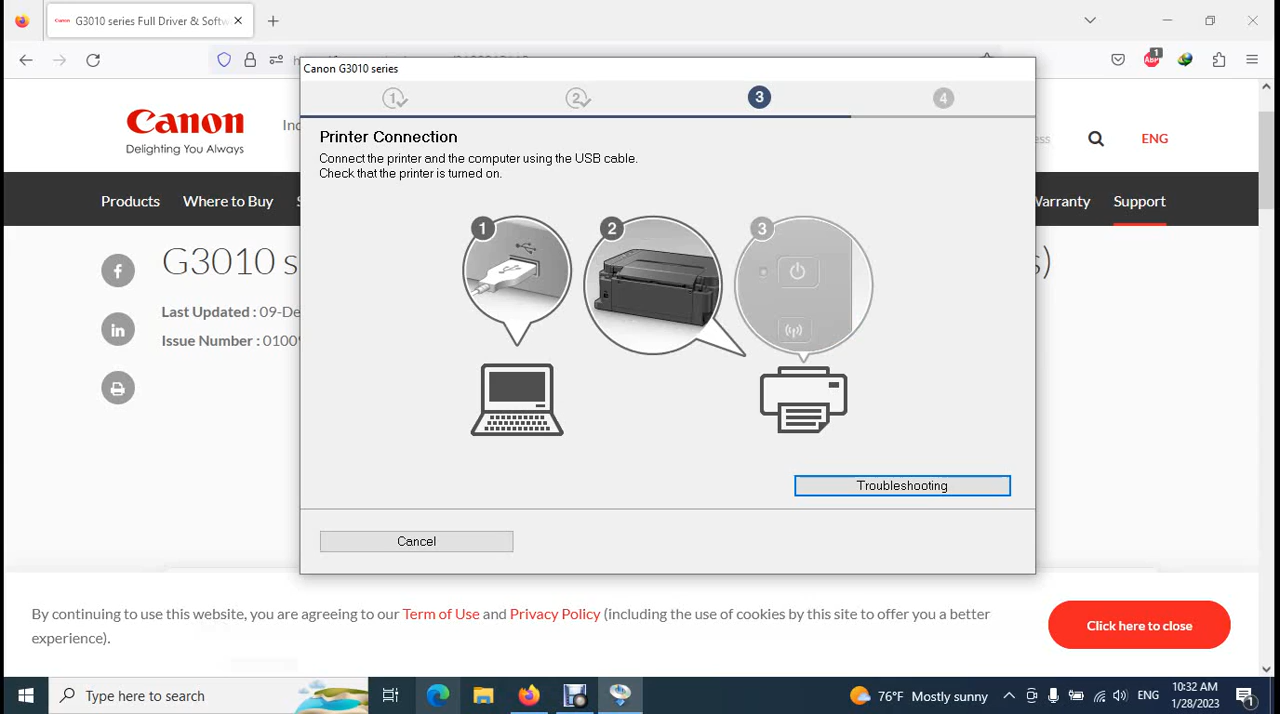 G3010 series Full Driver & Softw
Canon G3010 series
1
2
3
4
Canon
Delighting You Always
Ind
ENG
Printer Connection
Connect the printer and the computer using the USB cable.
Check that the printer is turned on.
Products
Where to Buy
S
Warranty
Support
1
2
3
G3010 s
s)
Last Updated : 09-De
Issue Number : 0100
Troubleshooting
Cancel
By continuing to use this website, you are agreeing to our Term of Use and Privacy Policy (including the use of cookies by this site to offer you a better
experience).
Click here to close
Type here to search
76°F Mostly sunny
ENG
10:32 AM
1/28/2023
1